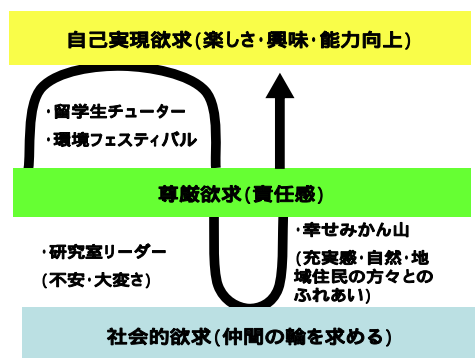 自己実現欲求(楽しさ･興味･能力向上)
･留学生チューター
･環境フェスティバル
尊厳欲求(責任感)
･研究室リーダー
(不安･大変さ)
･幸せみかん山
(充実感･自然･地
域住民の方々との
ふれあい)
社会的欲求(仲間の輪を求める)